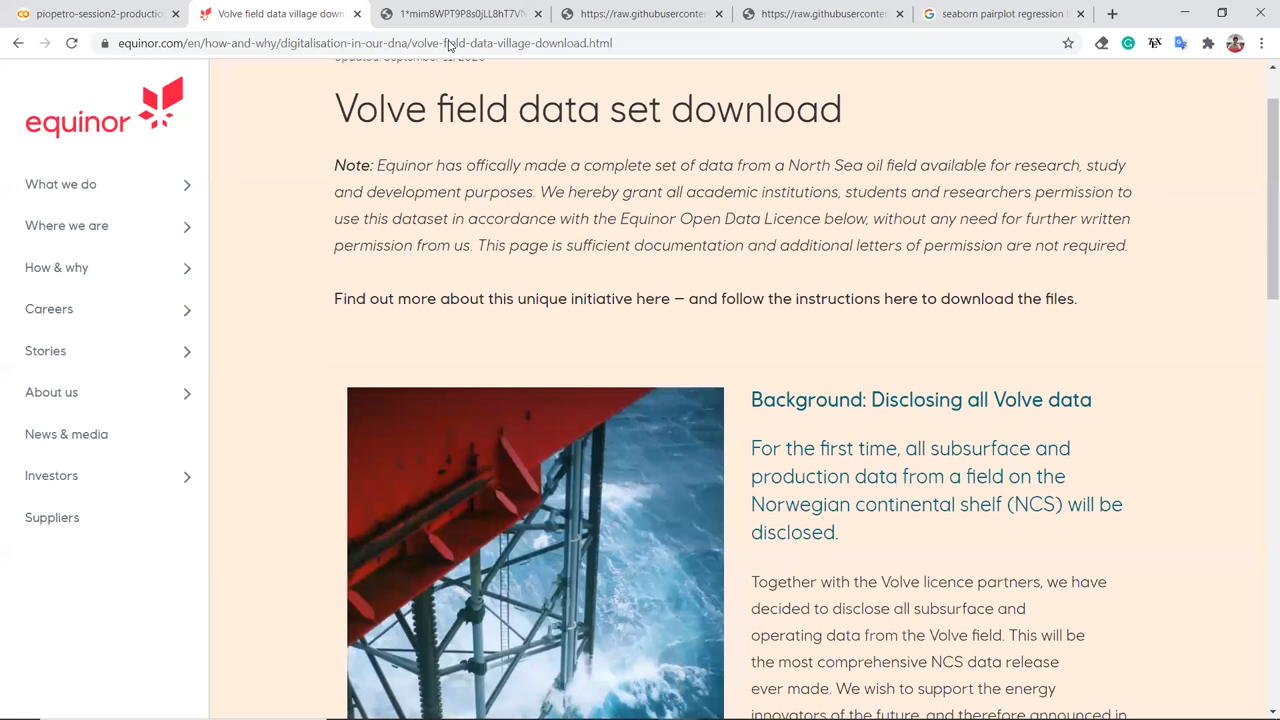 piopetro-session2-productio
Volve field data village down
1*mim8WPT9P8s0jLL8hT7VN
https://raw.githubuserconter
https://raw.githubuserconter
seaborn pairplot regression l
equinor.com/en/how-and-why/digitalisation-in-our-dna/volve-field-data-village-download.html
equinor
What we do
Where we are
How & why
Careers
Stories
About us
News & media
Investors
Suppliers
Volve field data set download
Note: Equinor has offically made a complete set of data from a North Sea oil field available for research, study
and development purposes. We hereby grant all academic institutions, students and researchers permission to
use this dataset in accordance with the Equinor Open Data Licence below, without any need for further written
permission from us. This page is sufficient documentation and additional letters of permission are not required.
Find out more about this unique initiative here – and follow the instructions here to download the files.
Background: Disclosing all Volve data
For the first time, all subsurface and
production data from a field on the
Norwegian continental shelf (NCS) will be
disclosed.
Together with the Volve licence partners, we have
decided to disclose all subsurface and
operating data from the Volve field. This will be
the most comprehensive NCS data release
ever made. We wish to support the energy
innovators of the future, and therefore announced in